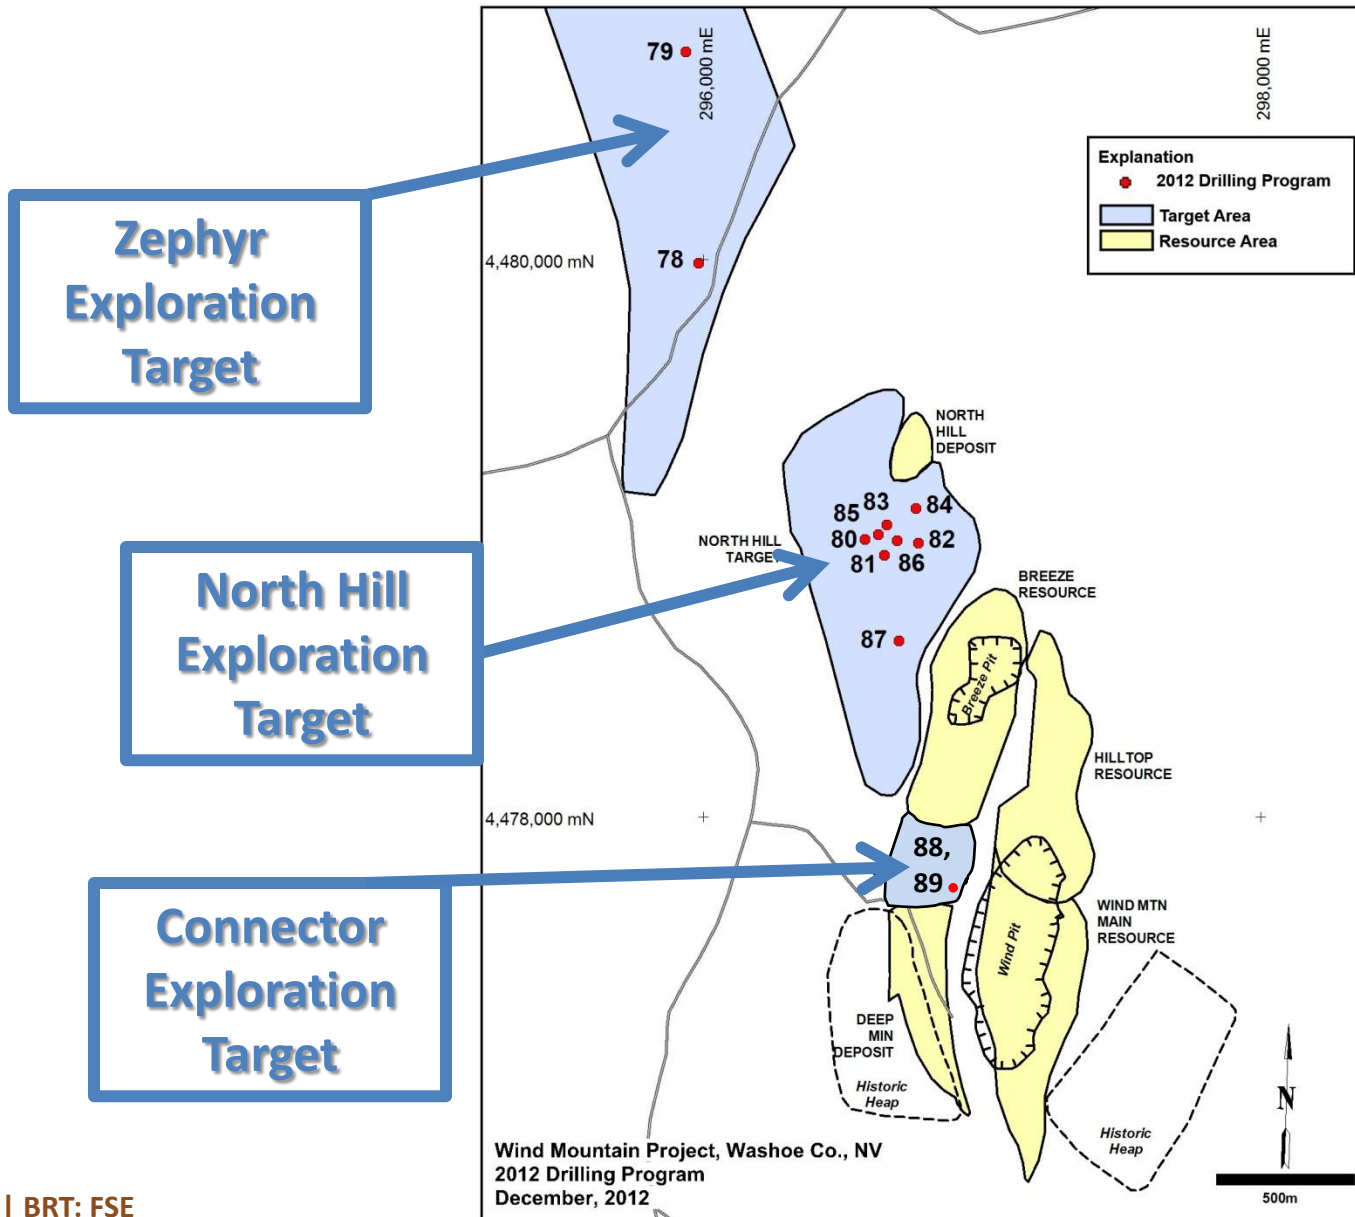 79
296,000 mE
298,000 mE
Explanation
2012 Drilling Program
Target Area
Resource Area
Zephyr
Exploration
Target
4,480,000 mN
78
NORTH
HILL
DEPOSIT
83
84
85
80
82
81
86
NORTH HILL
TARGET
BREEZE
RESOURCE
North Hill
Exploration
Target
87
Breeze Pit
HILLTOP
RESOURCE
4,478,000 mN
88,
89
Connector
Exploration
Target
WIND MTN
MAIN
RESOURCE
Wind Pit
DEEP
MIN
DEPOSIT
Historic
Heap
N
Historic
Heap
Wind Mountain Project, Washoe Co., NV
2012 Drilling Program
December, 2012
500m
| BRT: FSE